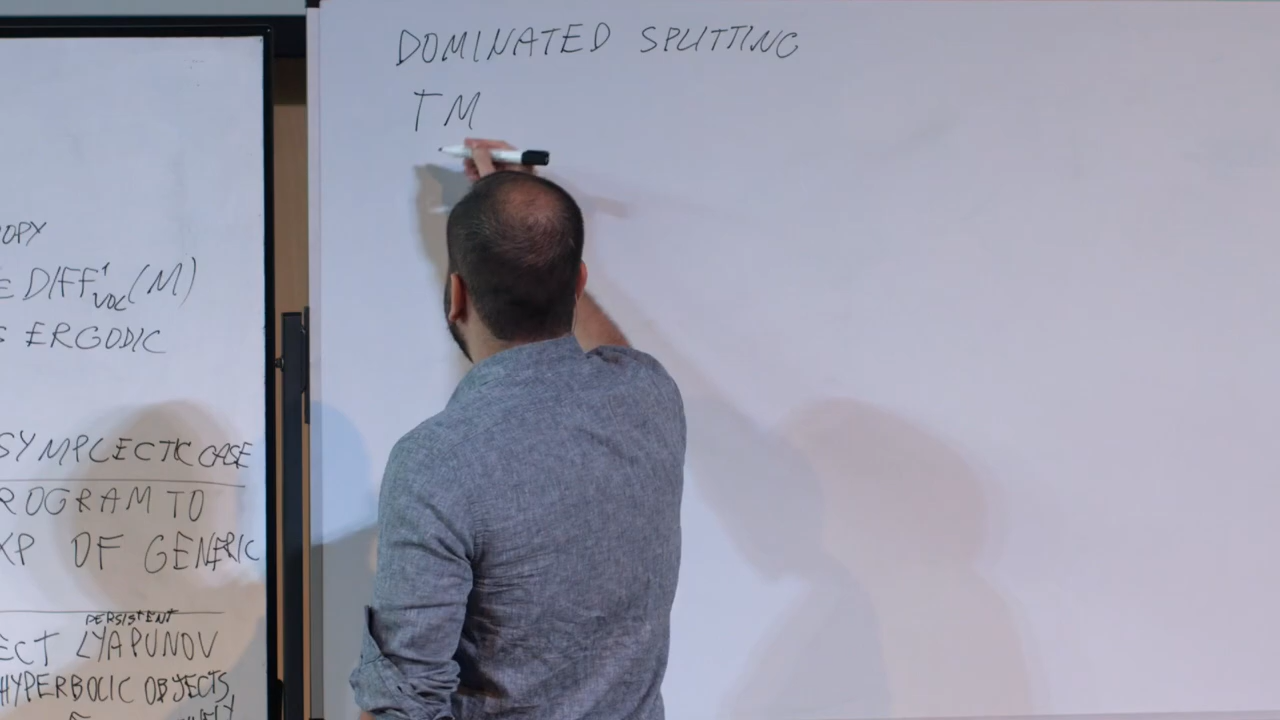 OPY
∈ DIFF¹vol(M)
ERGODIC
SYMPLECTIC CASE
ROGRAM TO
XP OF GENERIC
PERSISTENT
ECT LYAPUNOV
HYPERBOLIC OBJECTS,
DOMINATED SPLITTING
TM